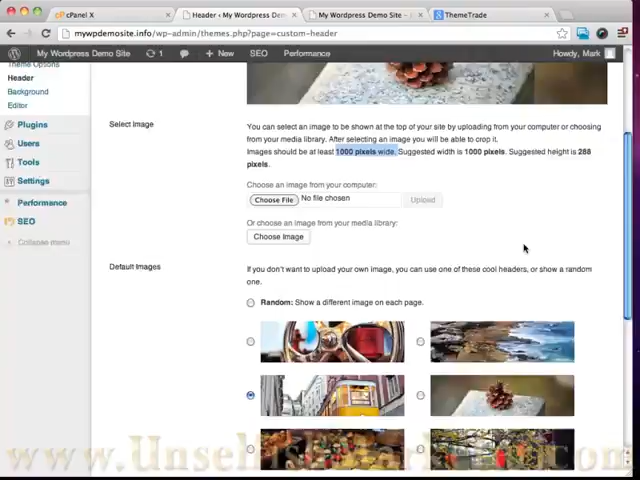 cPanel X
Header ‹ My Wordpress Dem
My Wordpress Demo Site -
ThemeTrade
mywpdemosite.info/wp-admin/themes.php?page=custom-header
My Wordpress Demo Site 1 + New SEO Performance Howdy, Mark
Theme Options
Header
Background
Editor
Plugins
Users
Tools
Settings
Performance
SEO
Collapse menu
Select Image
You can select an image to be shown at the top of your site by uploading from your computer or choosing
from your media library. After selecting an image you will be able to crop it.
Images should be at least 1000 pixels wide. Suggested width is 1000 pixels. Suggested height is 288
pixels.
Choose an image from your computer:
Choose File No file chosen Upload
Or choose an image from your media library:
Choose Image
Default Images
If you don't want to upload your own image, you can use one of these cool headers, or show a random
one.
Random: Show a different image on each page.